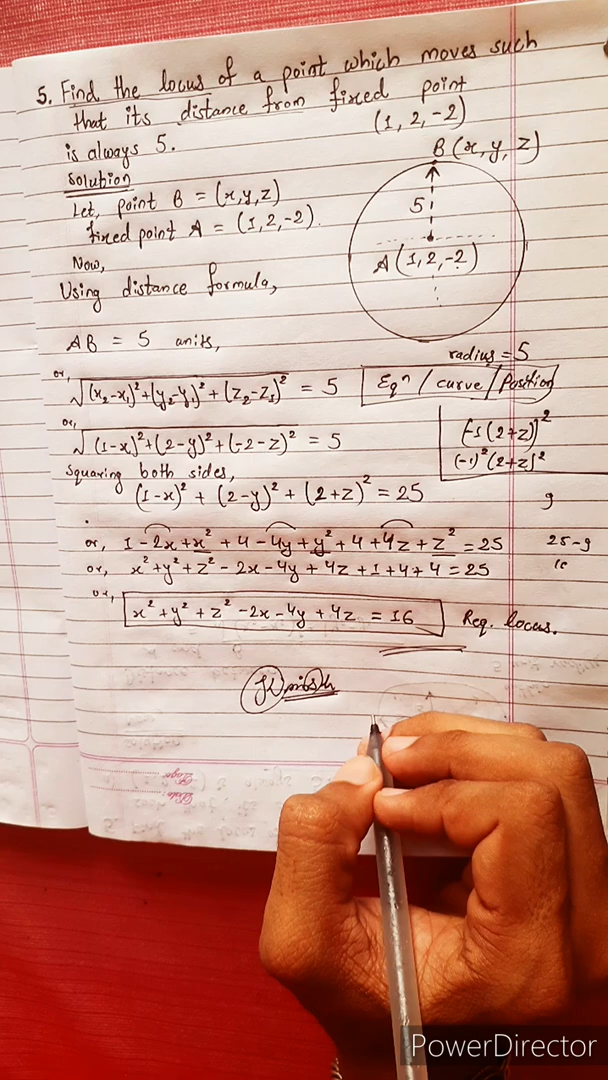 5. Find the locus of a point which moves such
that its distance from fixed point
(1, 2, -2)
is always 5.
Solution
Let, point B = (x, y, z)
fixed point A = (1, 2, -2).
Now,
Using distance formula,
B (x, y, z)
5
A (1, 2, -2)
radius = 5
AB = 5 units,
or, √(x₂-x₁)²+(y₂-y₁)²+(z₂-z₁)² = 5
Eqⁿ / curve / Position
or, √(1-x)²+(2-y)²+(-2-z)² = 5
{-1(2+z)}²
(-1)²(2+z)²
Squaring both sides,
(1-x)² + (2-y)² + (2+z)² = 25
9
or, 1-2x+x² + 4-4y+y²+4+4z+z² = 25
25-9
or, x²+y²+z²-2x-4y+4z+1+4+4 = 25
or, x²+y²+z²-2x-4y+4z = 16
Req. locus.
PowerDirector